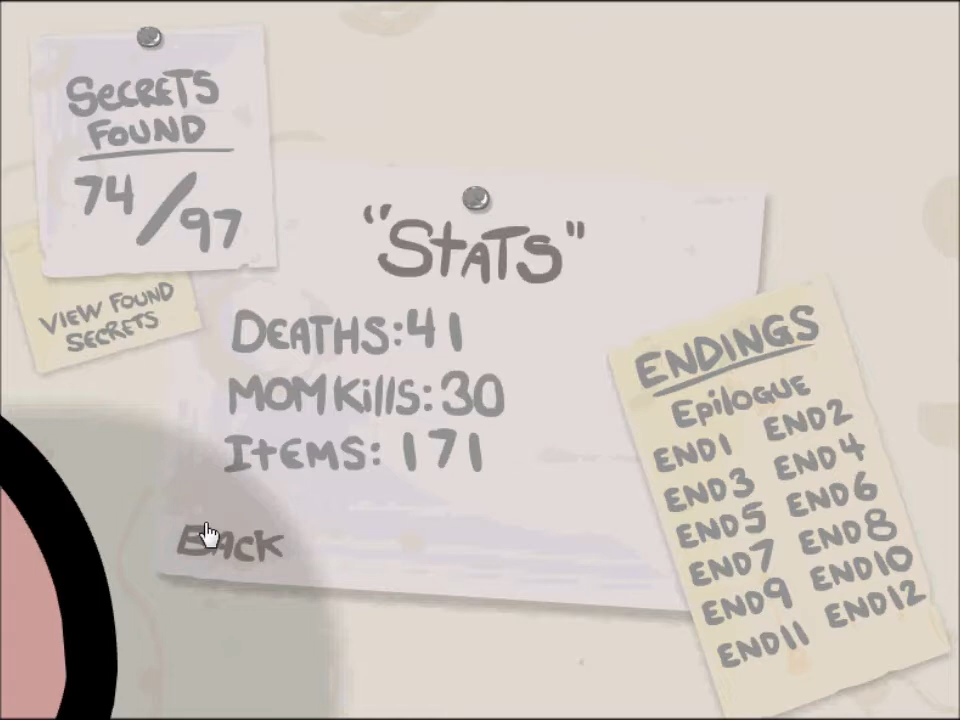 SECRETS
FOUND
74/97
VIEW FOUND
SECRETS
"STATS"
DEATHS:41
MOM Kills:30
ITEMS: 171
BACK
ENDINGS
Epilogue
END1 END2
END3 END4
END5 END6
END7 END8
END9 END10
END11 END12